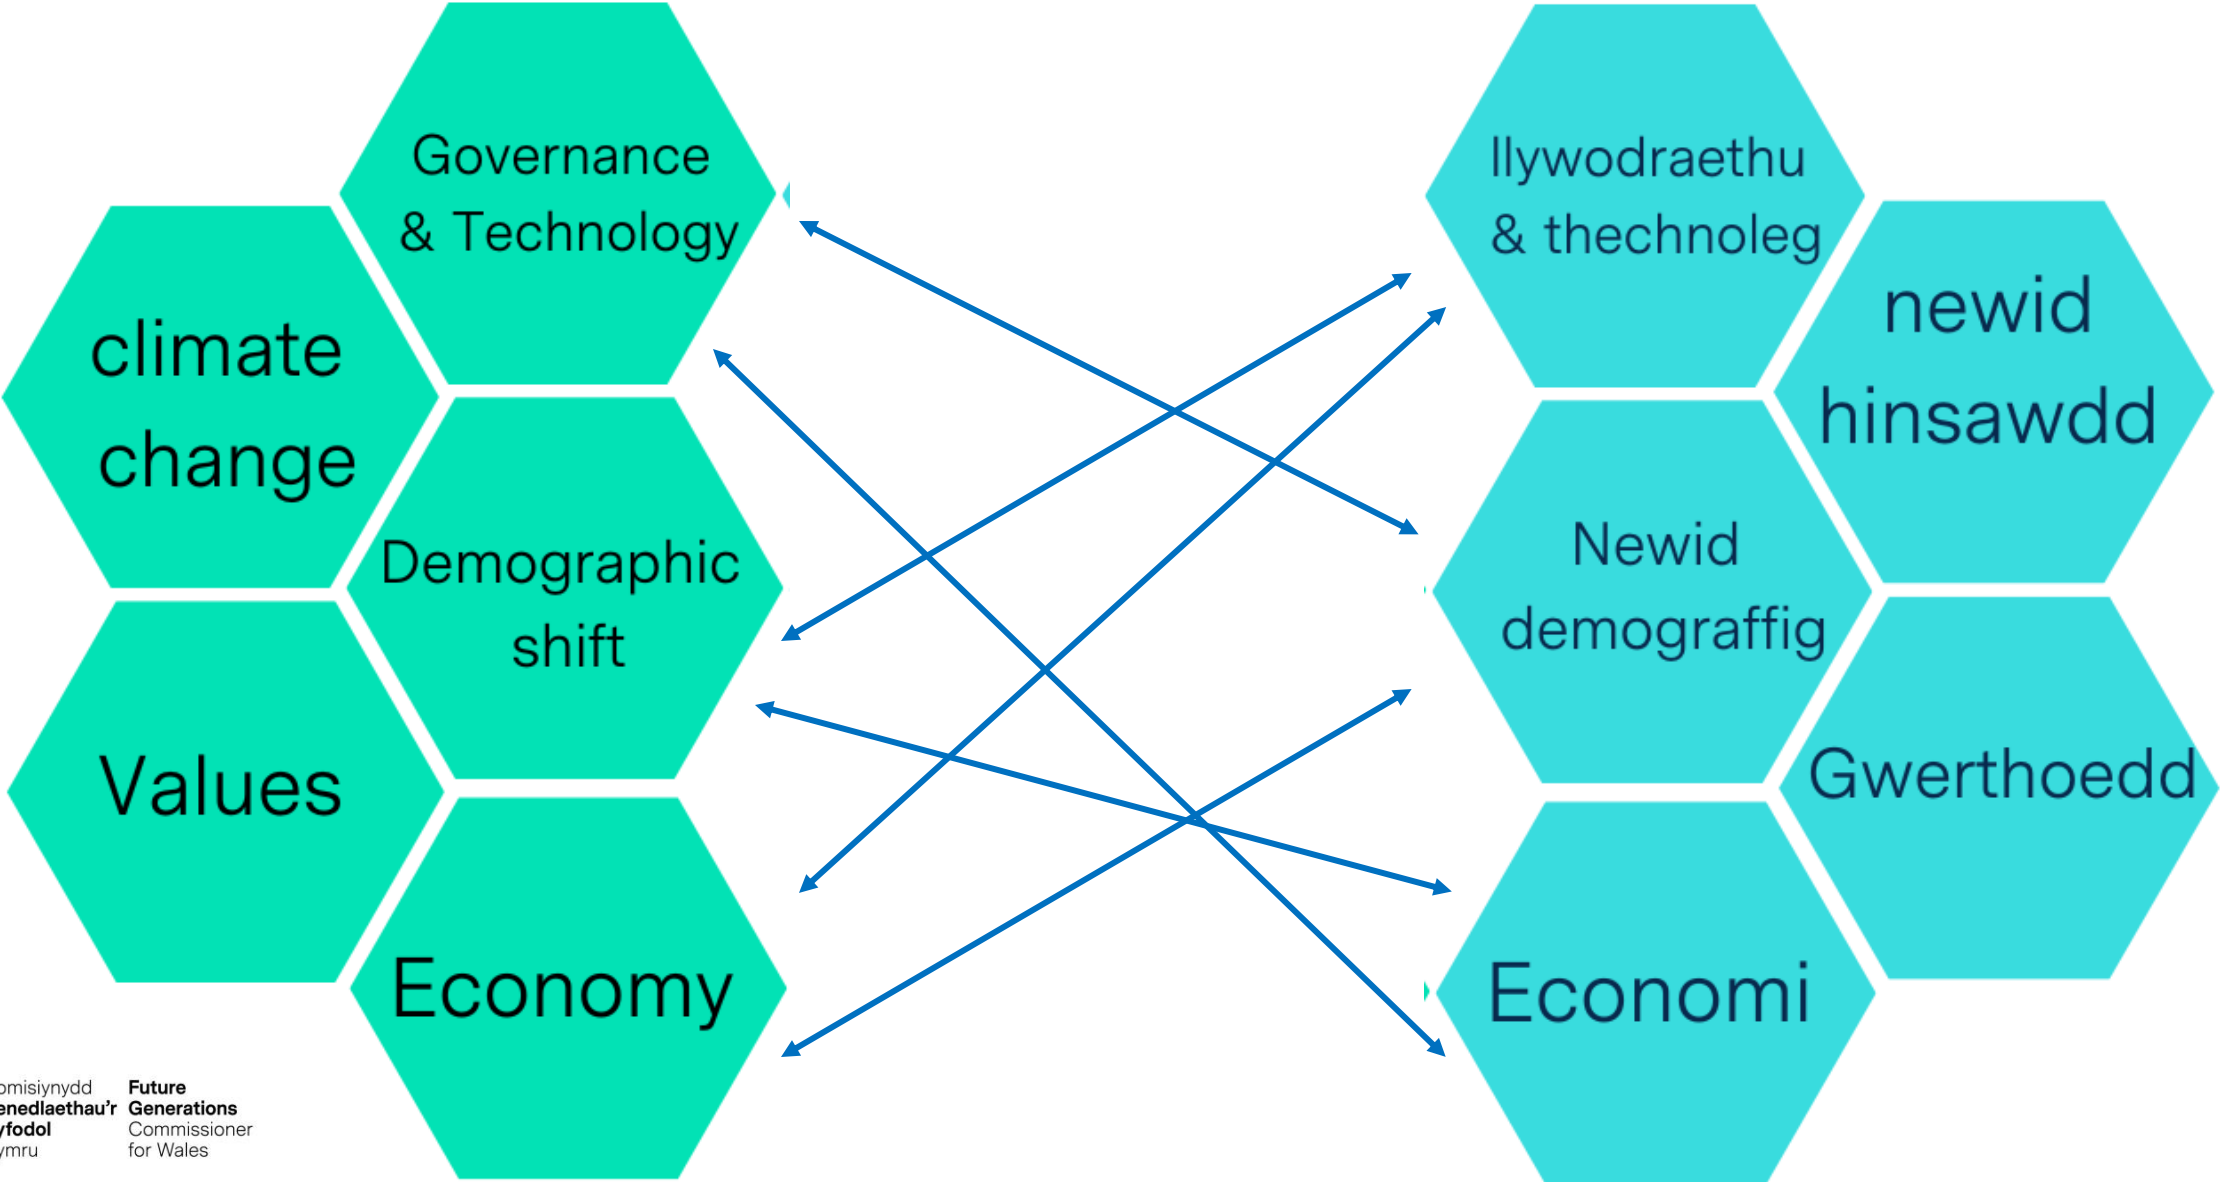 Governance
& Technology
climate
change
Demographic
shift
Values
Economy
llywodraethu
& thechnoleg
newid
hinsawdd
Newid
demograffig
Gwerthoedd
Economi
omisiynydd
enedlaethau'r
yfodol
ymru
Future
Generations
Commissioner
for Wales